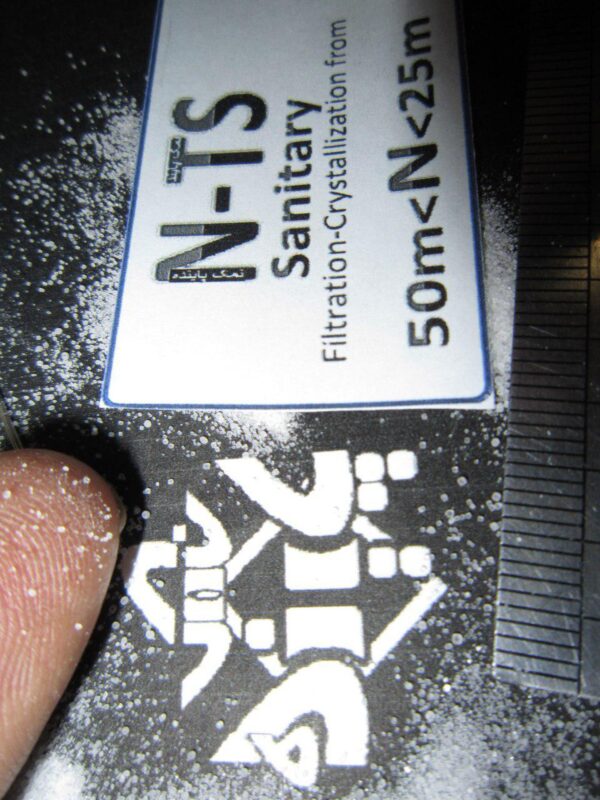 N-TS
نمک پاینده
Sanitary
Filtration-Crystallization from
50m<N<25m